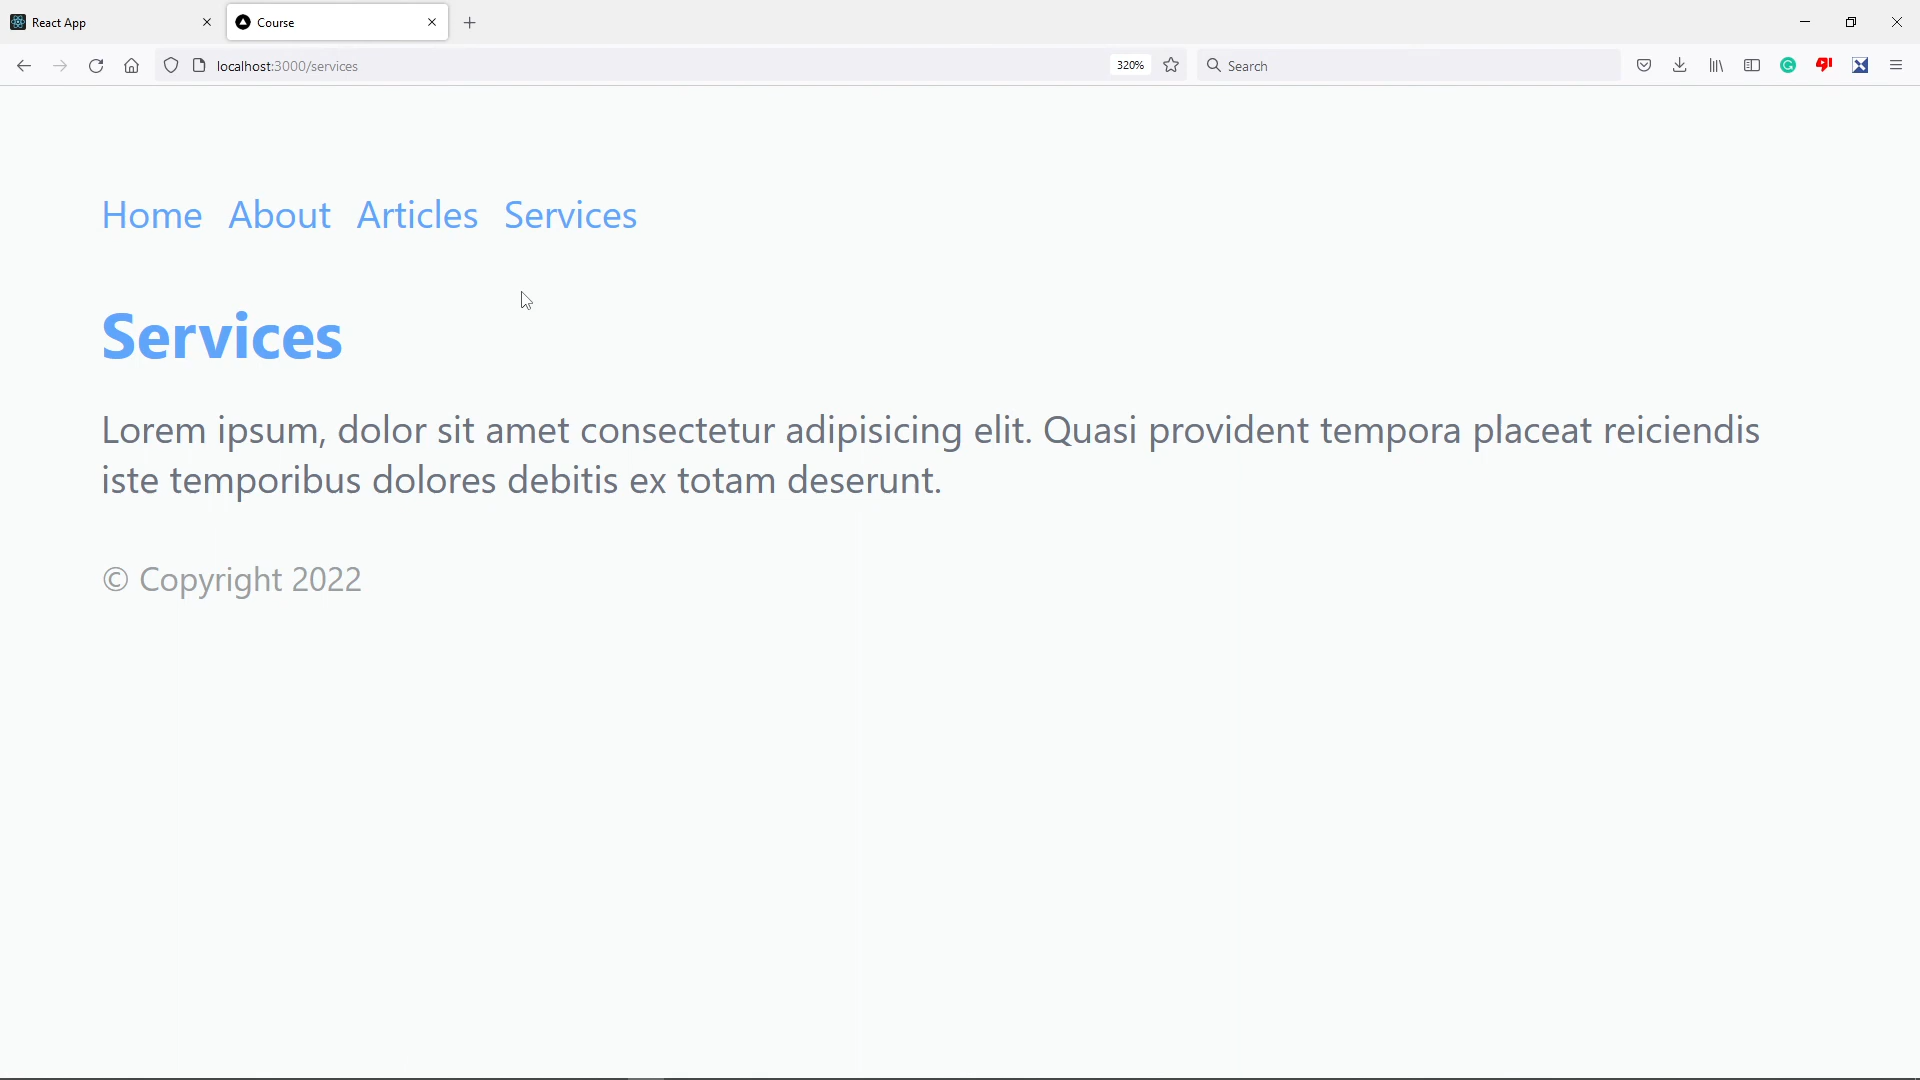 React App
Course
localhost:3000/services
320%
Search
Home About Articles Services
Services
Lorem ipsum, dolor sit amet consectetur adipisicing elit. Quasi provident tempora placeat reiciendis
iste temporibus dolores debitis ex totam deserunt.
© Copyright 2022